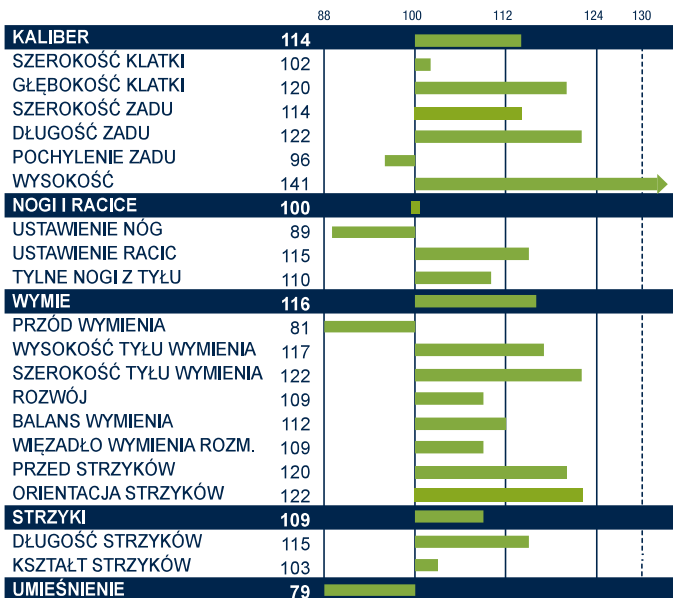 88 100 112 124 130
KALIBER 114
SZEROKOŚĆ KLATKI 102
GŁĘBOKOŚĆ KLATKI 120
SZEROKOŚĆ ZADU 114
DŁUGOŚĆ ZADU 122
POCHYLENIE ZADU 96
WYSOKOŚĆ 141
NOGI I RACICE 100
USTAWIENIE NÓG 89
USTAWIENIE RACIC 115
TYLNE NOGI Z TYŁU 110
WYMIE 116
PRZÓD WYMIENIA 81
WYSOKOŚĆ TYŁU WYMIENIA 117
SZEROKOŚĆ TYŁU WYMIENIA 122
ROZWÓJ 109
BALANS WYMIENIA 112
WIĘZADŁO WYMIENIA ROZM. 109
PRZED STRZYKÓW 120
ORIENTACJA STRZYKÓW 122
STRZYKI 109
DŁUGOŚĆ STRZYKÓW 115
KSZTAŁT STRZYKÓW 103
UMIEŚNIENIE 79